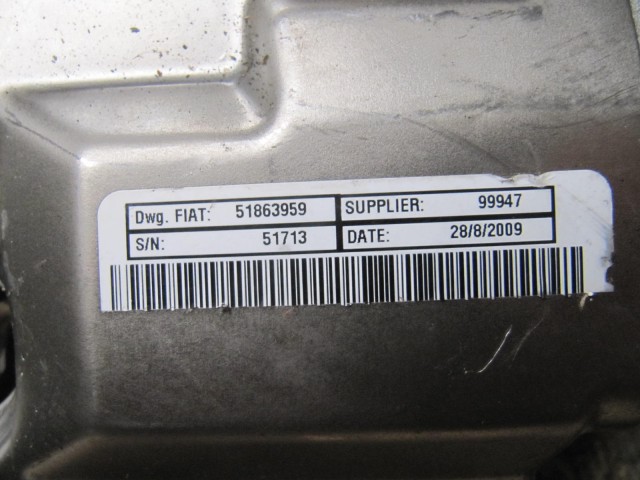 Dwg. FIAT: 51863959 SUPPLIER: 99947
S/N: 51713 DATE: 28/8/2009